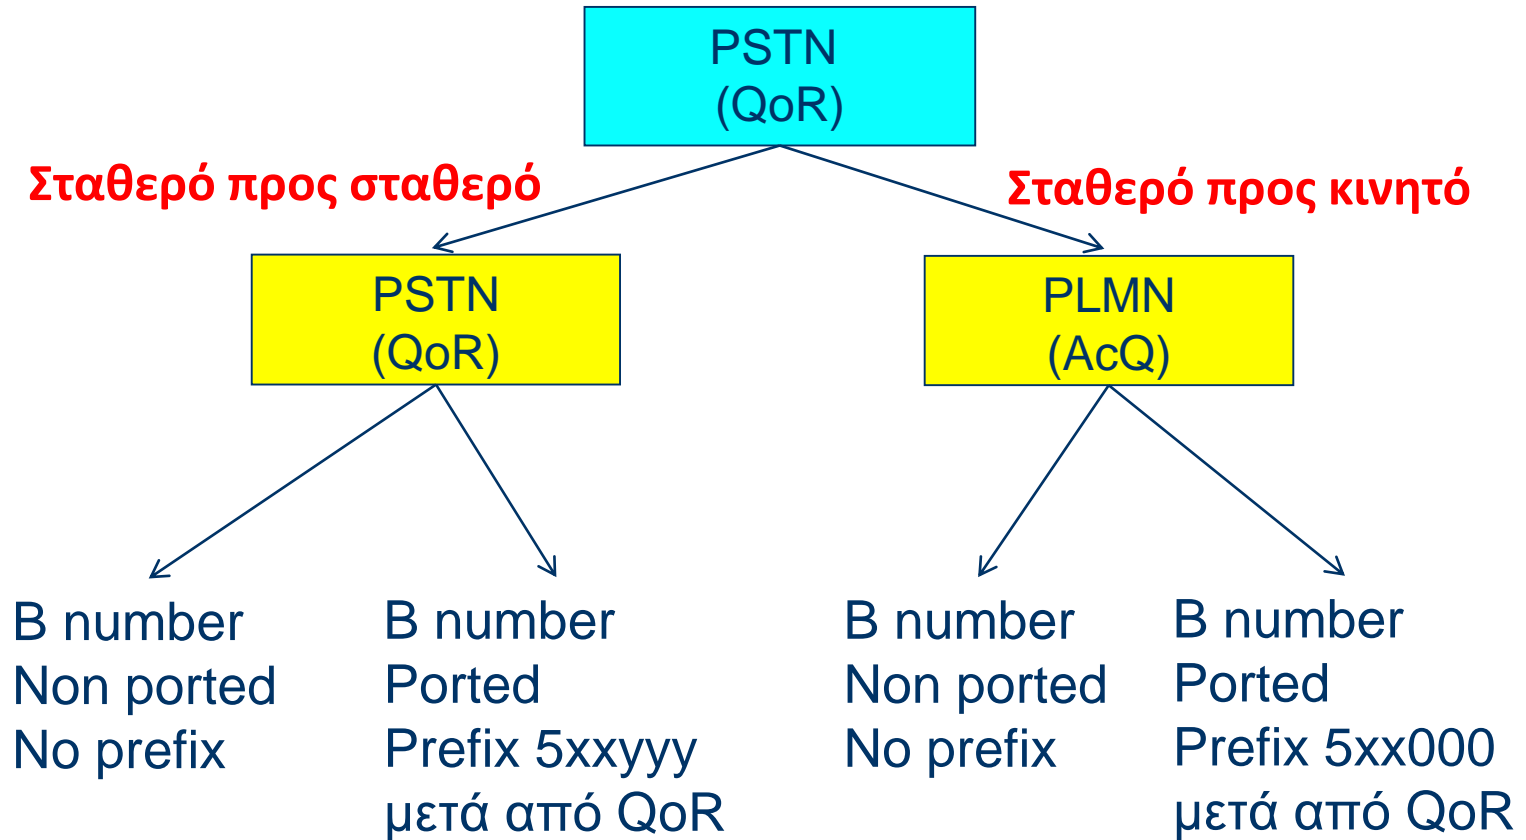 PSTN
(QoR)
Σταθερό προς σταθερό
Σταθερό προς κινητό
PSTN
(QoR)
PLMN
(AcQ)
B number
Non ported
No prefix
B number
Ported
Prefix 5xxyyy
μετά από QoR
B number
Non ported
No prefix
B number
Ported
Prefix 5xx000
μετά από QoR